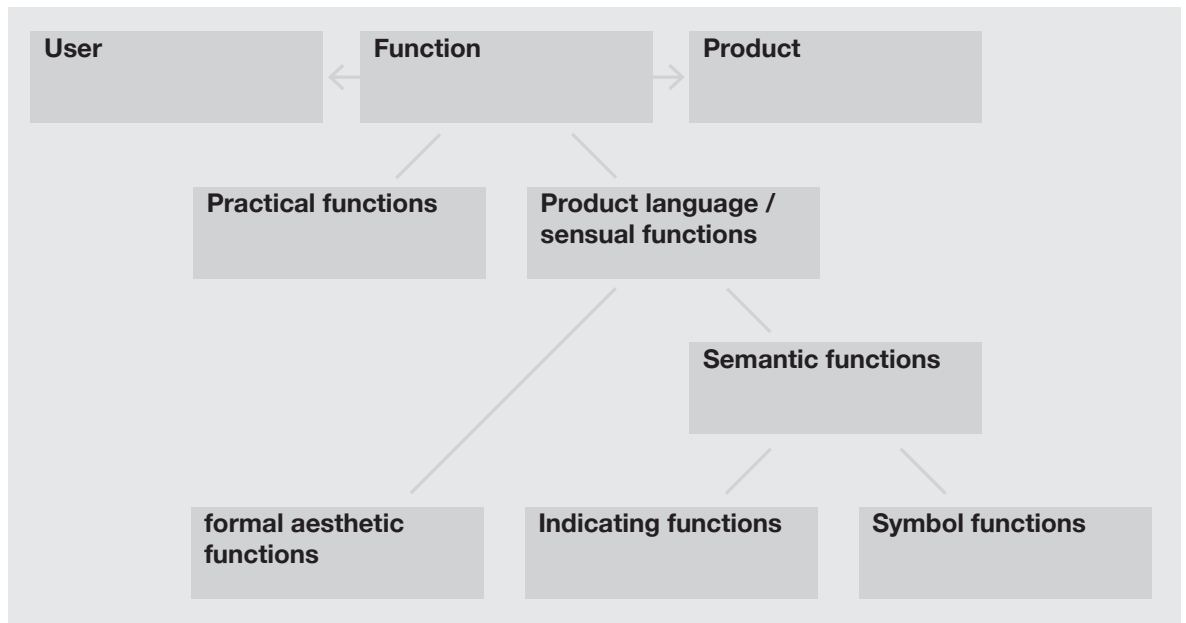 User
Function
Product
Practical functions
Product language /
sensual functions
Semantic functions
formal aesthetic
functions
Indicating functions
Symbol functions